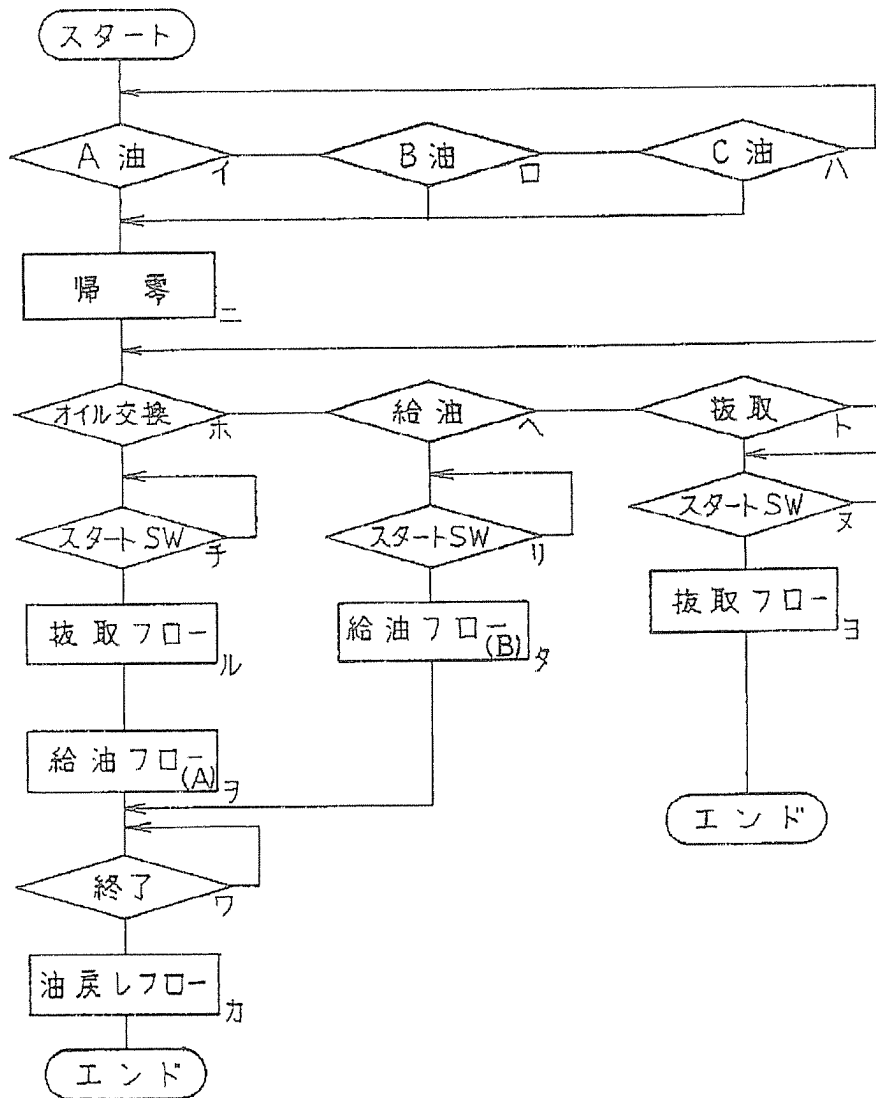 スタート
A油
イ
B油
ロ
C油
ハ
帰零
ニ
オイル交換
ホ
給油
ヘ
抜取
ト
スタートSW
チ
スタートSW
リ
スタートSW
ヌ
抜取フロー
ル
給油フロー(B)
タ
抜取フロー
ヨ
給油フロー(A)
ヲ
エンド
終了
ワ
油戻しフロー
カ
エンド